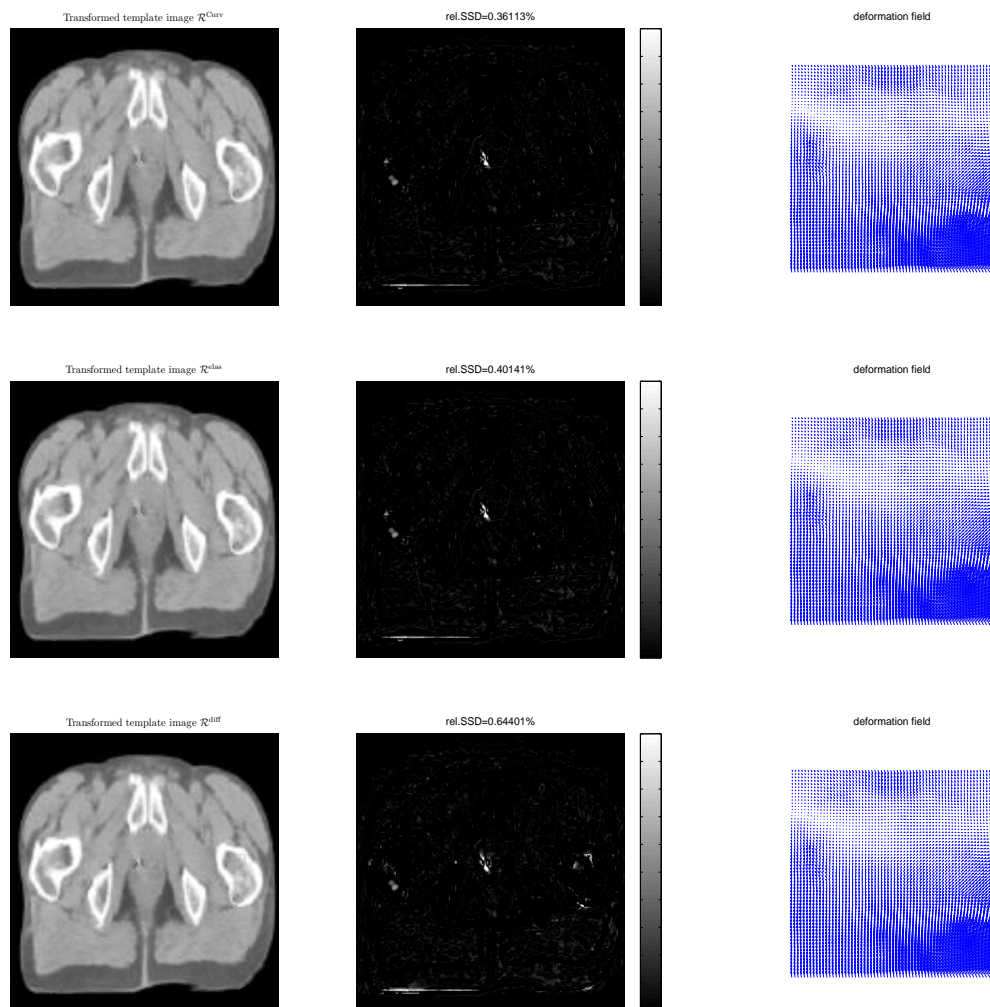 Transformed template image 𝓡^Curv
rel.SSD=0.36113%
deformation field
Transformed template image 𝓡^elas
rel.SSD=0.40141%
deformation field
Transformed template image 𝓡^diff
rel.SSD=0.64401%
deformation field